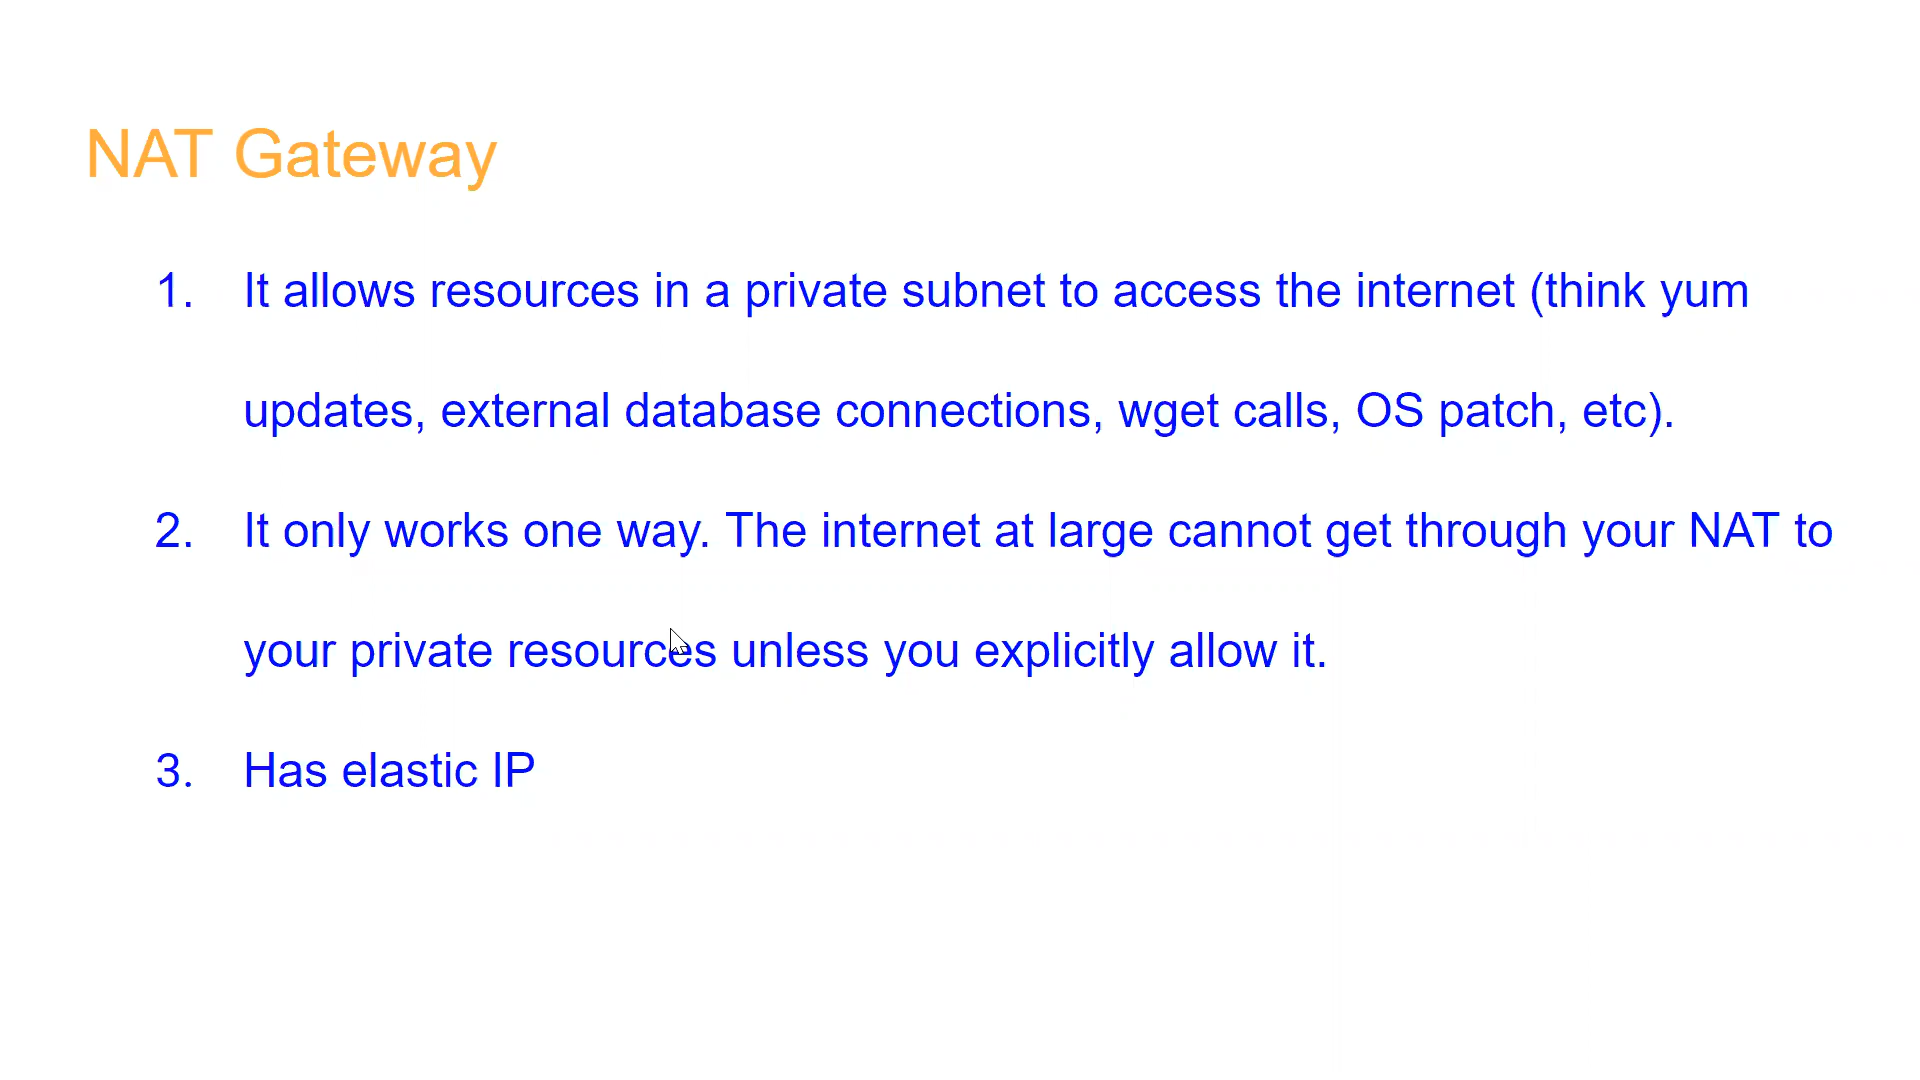 NAT Gateway
1. It allows resources in a private subnet to access the internet (think yum
updates, external database connections, wget calls, OS patch, etc).
2. It only works one way. The internet at large cannot get through your NAT to
your private resources unless you explicitly allow it.
3. Has elastic IP